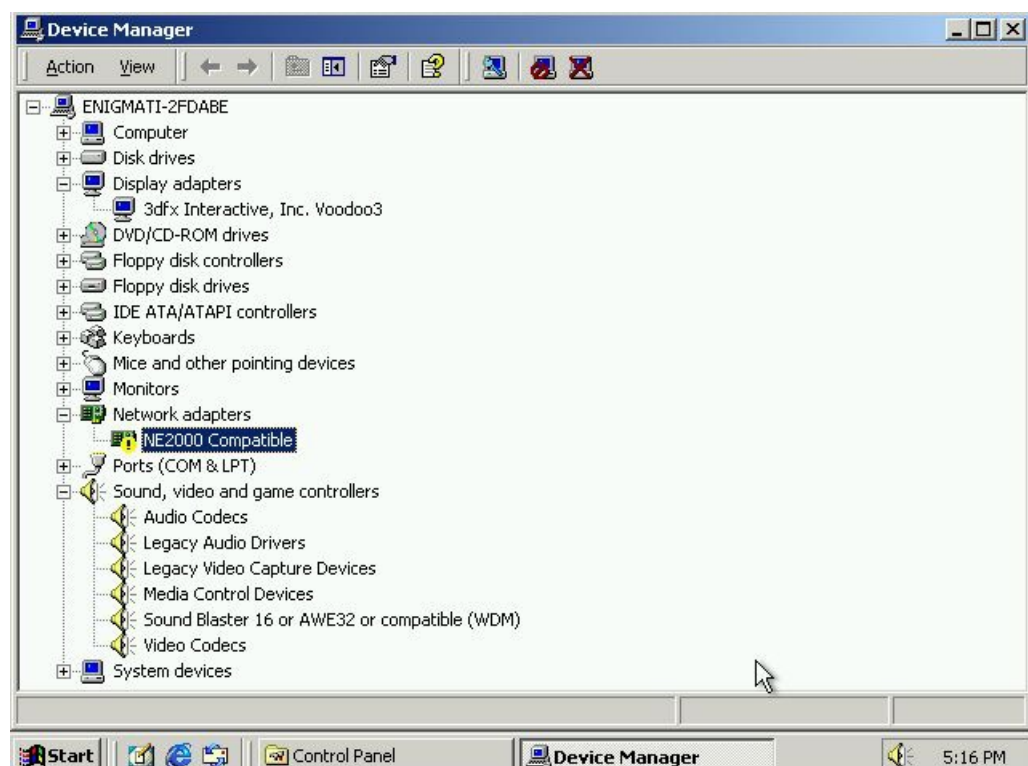 Device Manager
Action View
ENIGMATI-2FDABE
Computer
Disk drives
Display adapters
3dfx Interactive, Inc. Voodoo3
DVD/CD-ROM drives
Floppy disk controllers
Floppy disk drives
IDE ATA/ATAPI controllers
Keyboards
Mice and other pointing devices
Monitors
Network adapters
NE2000 Compatible
Ports (COM & LPT)
Sound, video and game controllers
Audio Codecs
Legacy Audio Drivers
Legacy Video Capture Devices
Media Control Devices
Sound Blaster 16 or AWE32 or compatible (WDM)
Video Codecs
System devices
Start Control Panel Device Manager 5:16 PM